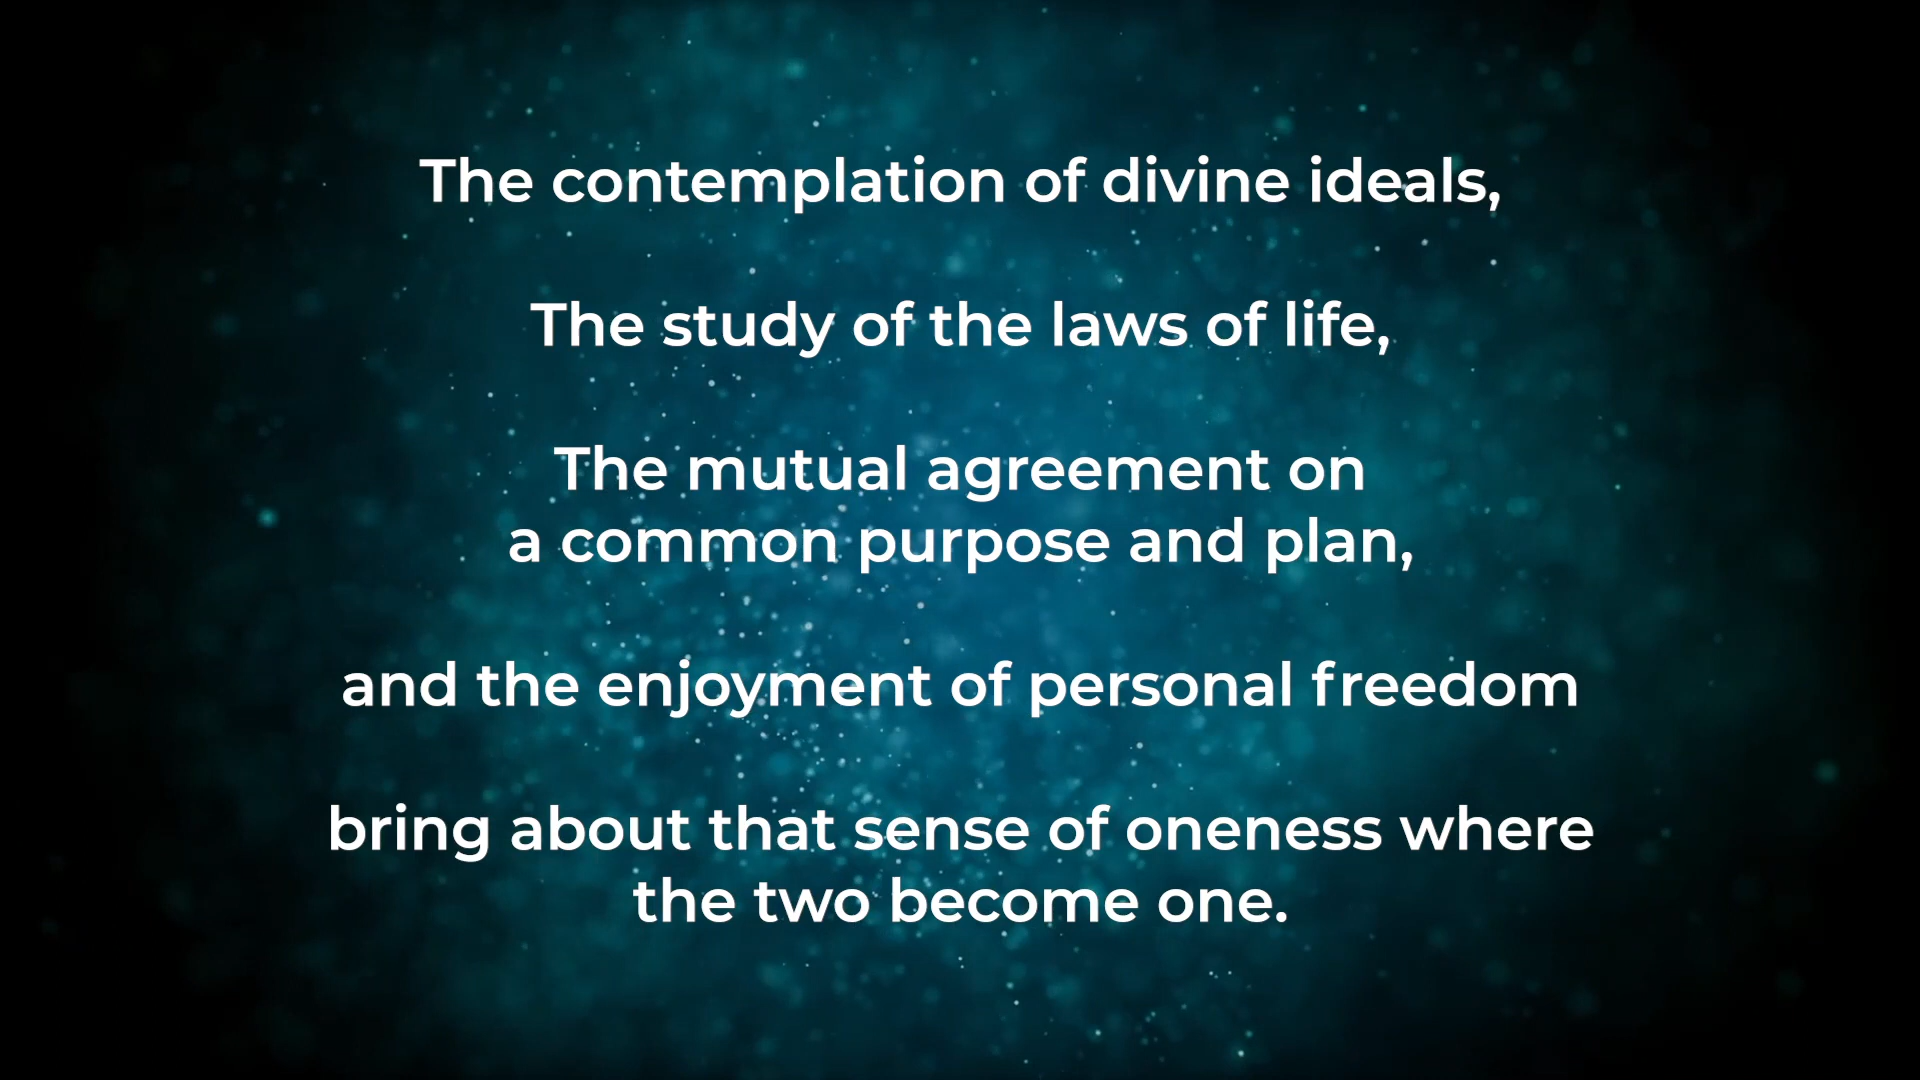 The contemplation of divine ideals,
The study of the laws of life,
The mutual agreement on
a common purpose and plan,
and the enjoyment of personal freedom
bring about that sense of oneness where
the two become one.